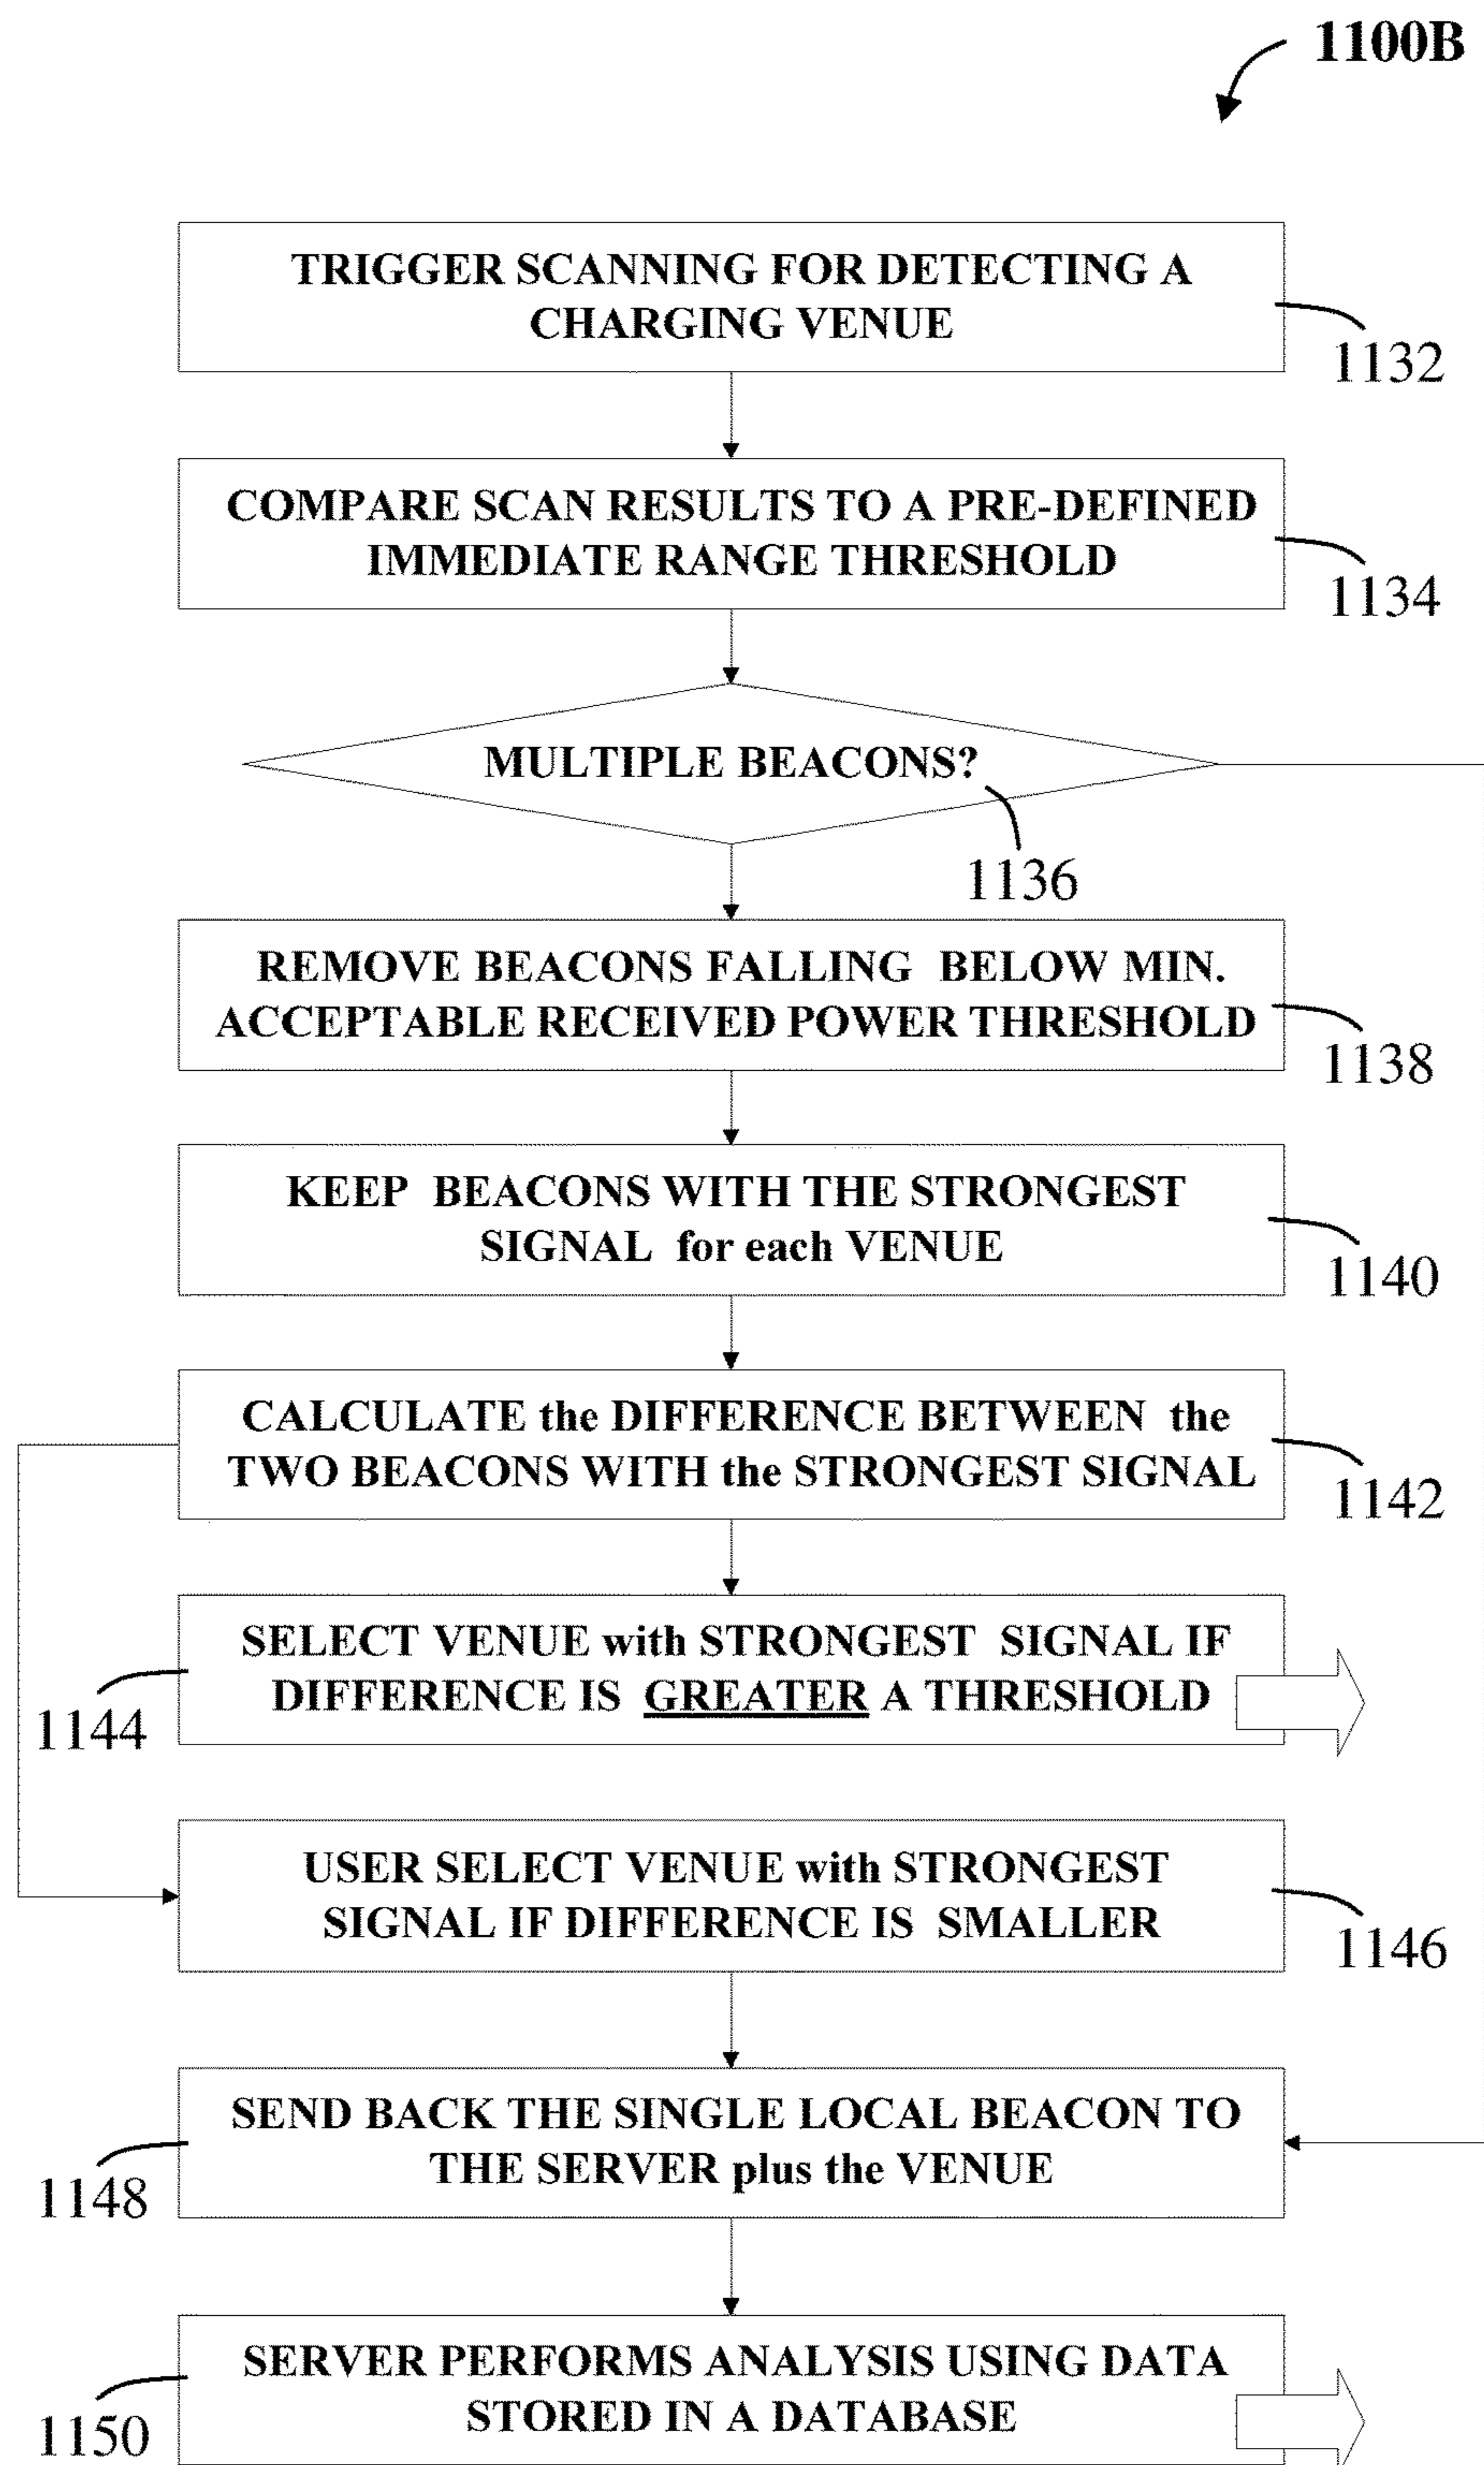 1100B
TRIGGER SCANNING FOR DETECTING A
CHARGING VENUE
1132
COMPARE SCAN RESULTS TO A PRE-DEFINED
IMMEDIATE RANGE THRESHOLD
1134
MULTIPLE BEACONS?
1136
REMOVE BEACONS FALLING BELOW MIN.
ACCEPTABLE RECEIVED POWER THRESHOLD
1138
KEEP BEACONS WITH THE STRONGEST
SIGNAL for each VENUE
1140
CALCULATE the DIFFERENCE BETWEEN the
TWO BEACONS WITH the STRONGEST SIGNAL
1142
SELECT VENUE with STRONGEST SIGNAL IF
DIFFERENCE IS GREATER A THRESHOLD
1144
USER SELECT VENUE with STRONGEST
SIGNAL IF DIFFERENCE IS SMALLER
1146
SEND BACK THE SINGLE LOCAL BEACON TO
THE SERVER plus the VENUE
1148
SERVER PERFORMS ANALYSIS USING DATA
STORED IN A DATABASE
1150